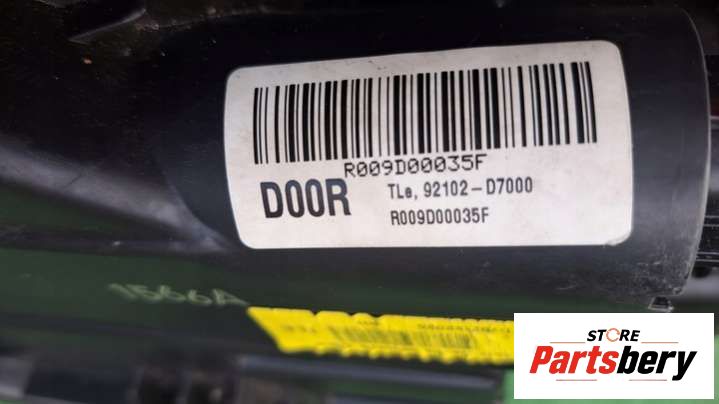 R009D00035F
D00R
TLe, 92102-D7000
R009D00035F
1566A
STORE
Partsbery